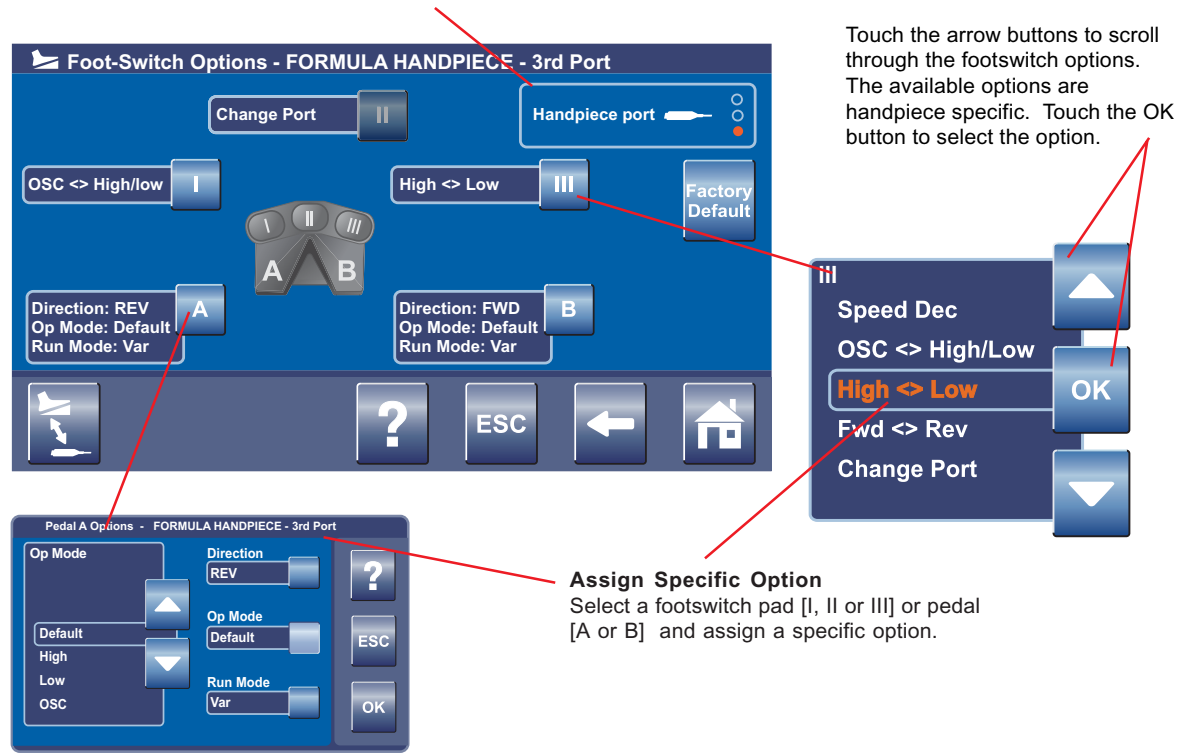 Foot-Switch Options - FORMULA HANDPIECE - 3rd Port
Change Port
II
Handpiece port
OSC <> High/low
I
High <> Low
III
Factory
Default
I
II
III
A
B
Direction: REV
Op Mode: Default
Run Mode: Var
A
Direction: FWD
Op Mode: Default
Run Mode: Var
B
?
ESC
Touch the arrow buttons to scroll
through the footswitch options.
The available options are
handpiece specific. Touch the OK
button to select the option.
III
Speed Dec
OSC <> High/Low
High <> Low
Fwd <> Rev
Change Port
OK
Pedal A Options - FORMULA HANDPIECE - 3rd Port
Op Mode
Default
High
Low
OSC
Direction
REV
Op Mode
Default
Run Mode
Var
?
ESC
OK
Assign Specific Option
Select a footswitch pad [I, II or III] or pedal
[A or B] and assign a specific option.